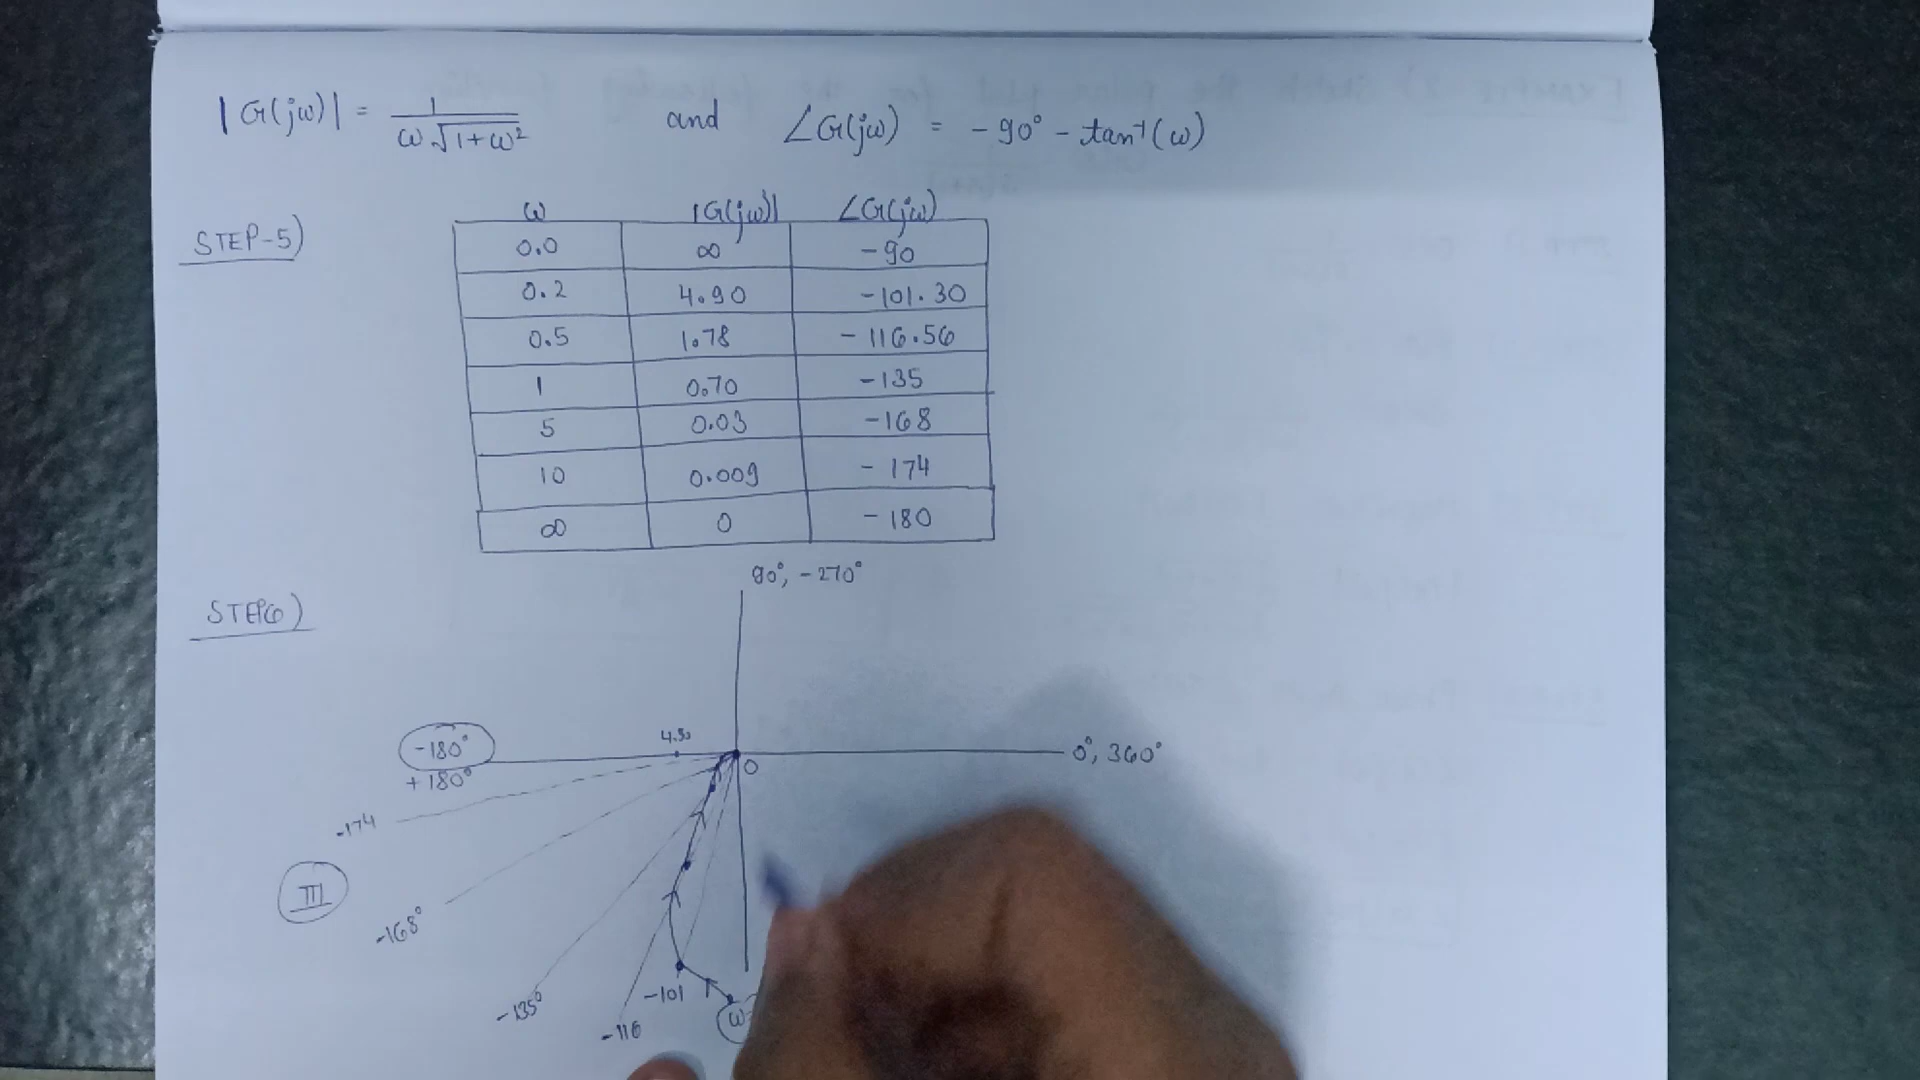 |G(jω)| = 1 / ω√1+ω² and ∠G(jω) = -90° - tan⁻¹(ω)
STEP-5)
ω |G(jω)| ∠G(jω)
0.0 ∞ -90
0.2 4.90 -101.30
0.5 1.78 -116.56
1 0.70 -135
5 0.03 -168
10 0.009 -174
∞ 0 -180
90°, -270°
STEP6)
4.90
-180°
+180°
0
0°, 360°
-174
III
-168°
-135°
-116
-101
ω=